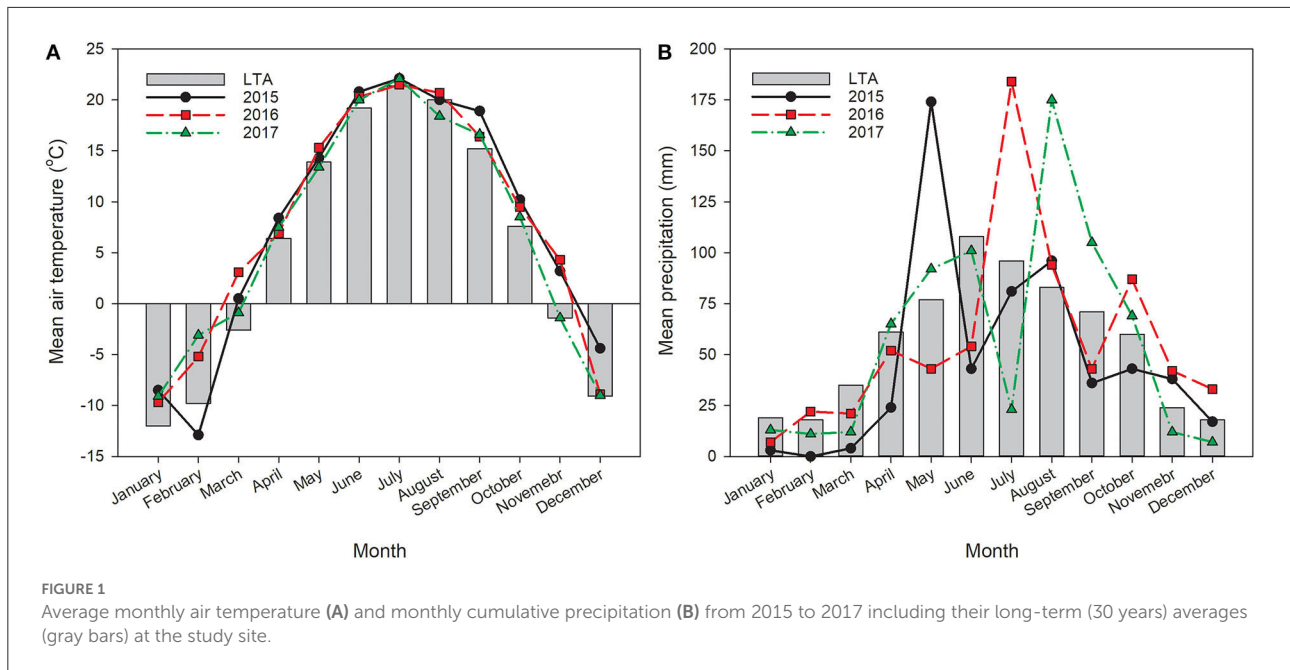 A
25
20
15
10
5
0
-5
-10
-15
Mean air temperature (°C)
LTA
2015
2016
2017
January
February
March
April
May
June
July
August
September
October
Novemebr
December
Month
B
200
175
150
125
100
75
50
25
0
Mean precipitation (mm)
LTA
2015
2016
2017
January
February
March
April
May
June
July
August
September
October
Novemebr
December
Month
FIGURE 1
Average monthly air temperature (A) and monthly cumulative precipitation (B) from 2015 to 2017 including their long-term (30 years) averages
(gray bars) at the study site.